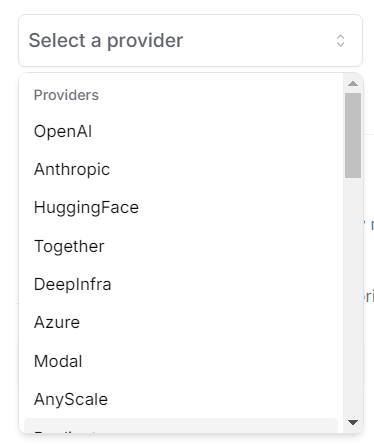 Select a provider
Providers
OpenAI
Anthropic
HuggingFace
Together
DeepInfra
Azure
Modal
AnyScale